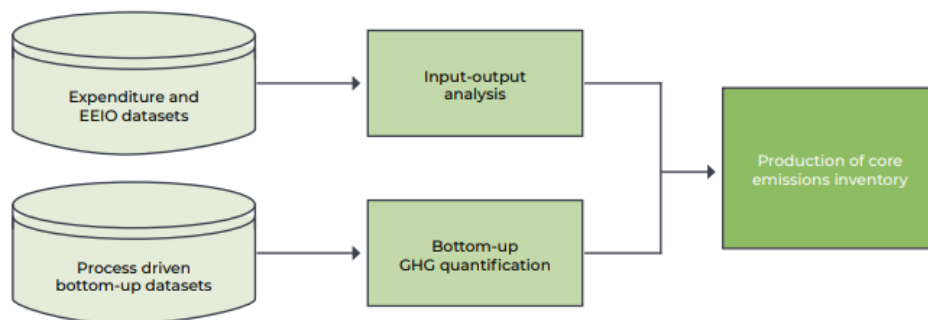 Expenditure and
EEIO datasets
Input-output
analysis
Production of core
emissions inventory
Process driven
bottom-up datasets
Bottom-up
GHG quantification